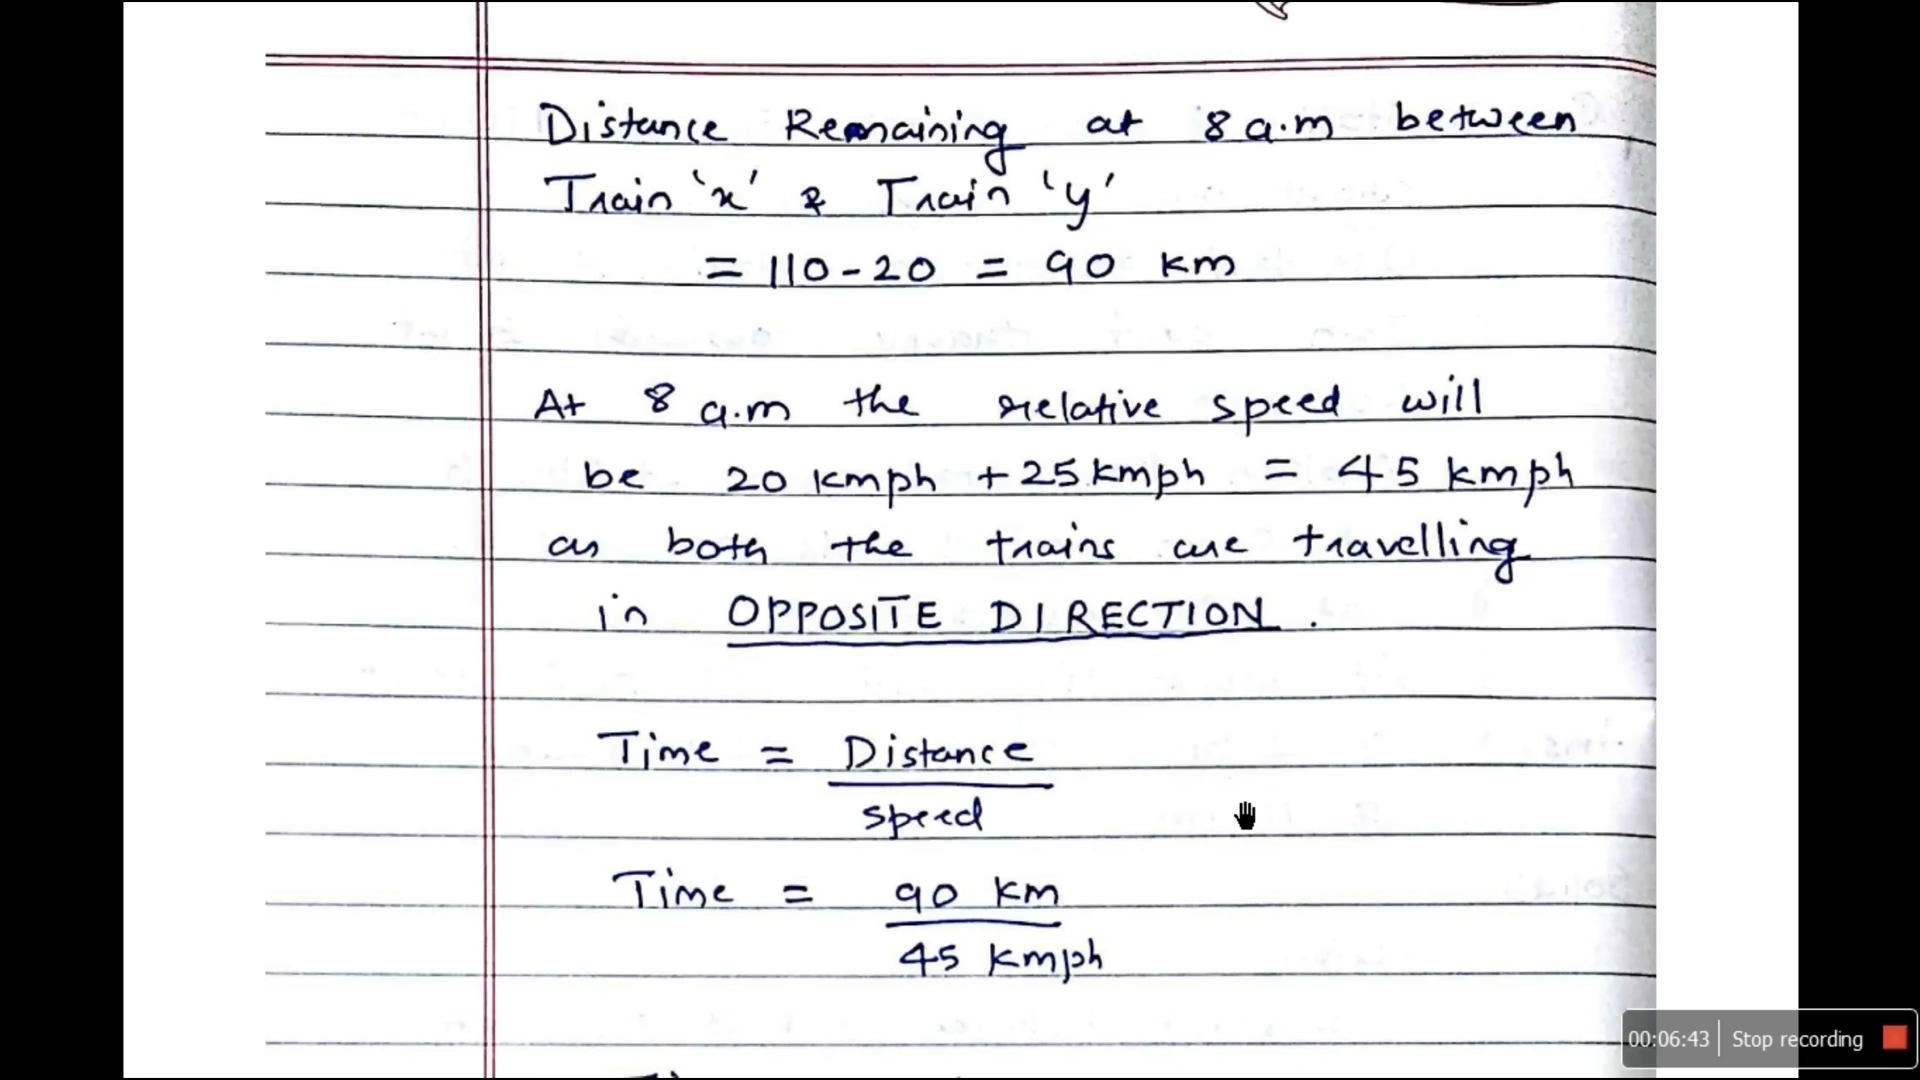 Distance Remaining at 8 a.m between
Train 'x' & Train 'y'
= 110 - 20 = 90 km
At 8 a.m the relative speed will
be 20 kmph + 25 kmph = 45 kmph
as both the trains are travelling
in OPPOSITE DIRECTION.
Time = Distance
speed
Time = 90 km
45 kmph
00:06:43 Stop recording